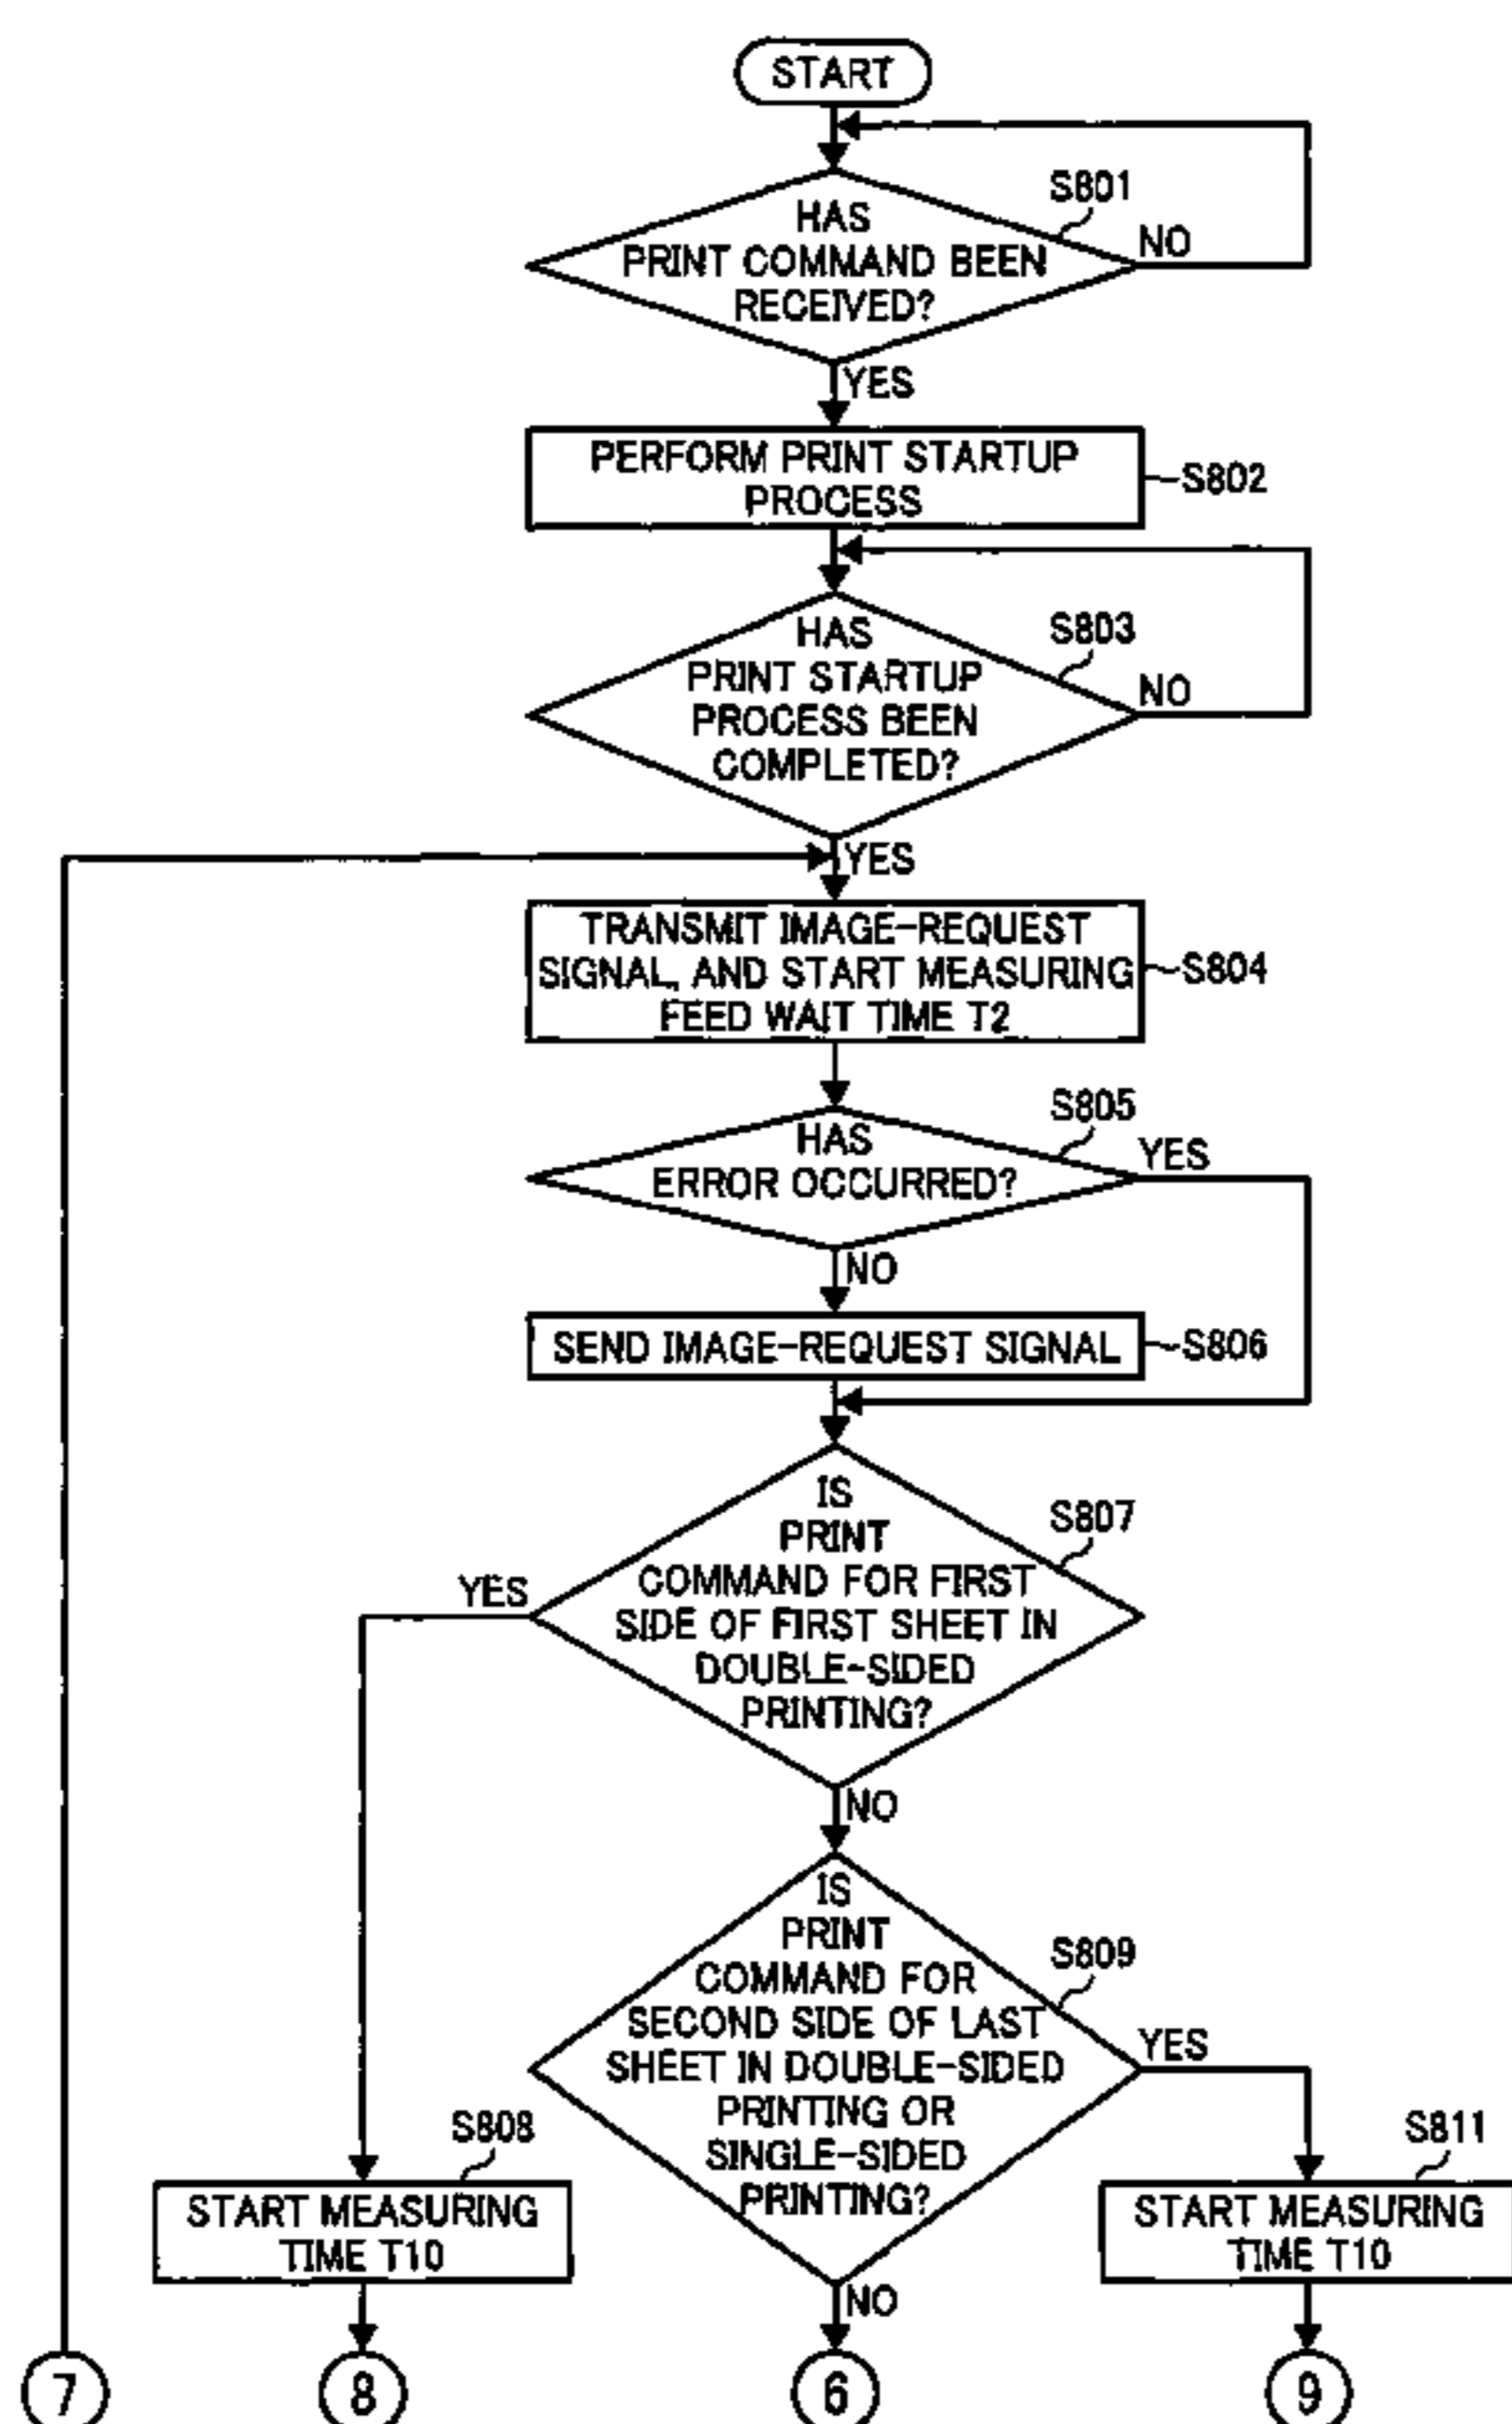 START
S801
HAS
PRINT COMMAND BEEN
RECEIVED?
NO
YES
PERFORM PRINT STARTUP
PROCESS
S802
S803
HAS
PRINT STARTUP
PROCESS BEEN
COMPLETED?
NO
YES
TRANSMIT IMAGE-REQUEST
SIGNAL, AND START MEASURING
FEED WAIT TIME T2
S804
S805
HAS
ERROR OCCURRED?
YES
NO
SEND IMAGE-REQUEST SIGNAL
S806
S807
IS
PRINT
COMMAND FOR FIRST
SIDE OF FIRST SHEET IN
DOUBLE-SIDED
PRINTING?
YES
NO
S809
IS
PRINT
COMMAND FOR
SECOND SIDE OF LAST
SHEET IN DOUBLE-SIDED
PRINTING OR
SINGLE-SIDED
PRINTING?
YES
NO
S808
START MEASURING
TIME T10
S811
START MEASURING
TIME T10
7
8
6
9